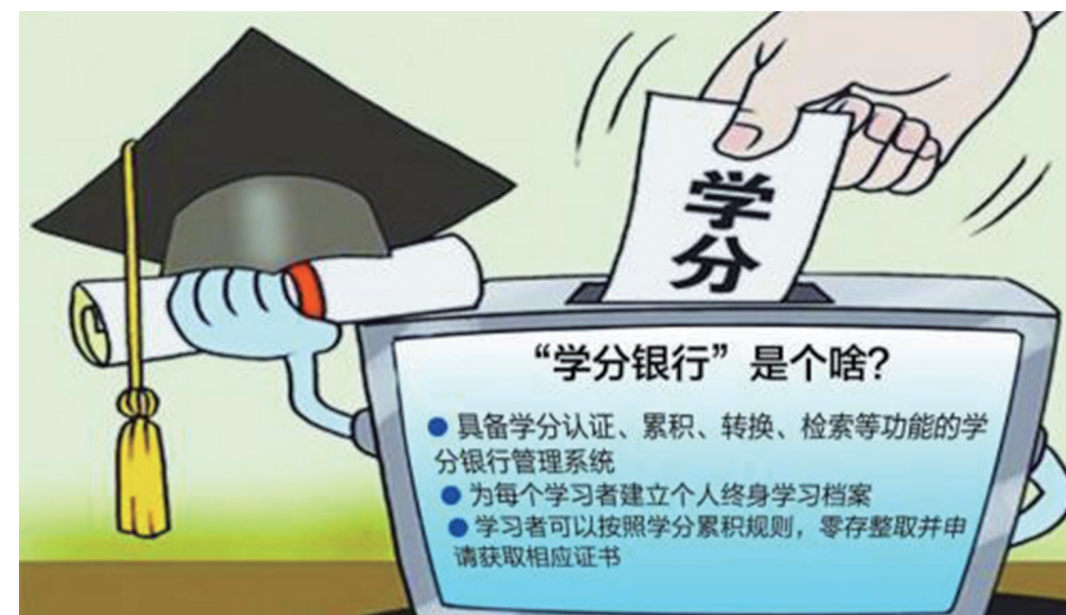 学
分
“学分银行”是个啥？
● 具备学分认证、累积、转换、检索等功能的学
分银行管理系统
● 为每个学习者建立个人终身学习档案
● 学习者可以按照学分累积规则，零存整取并申
请获取相应证书